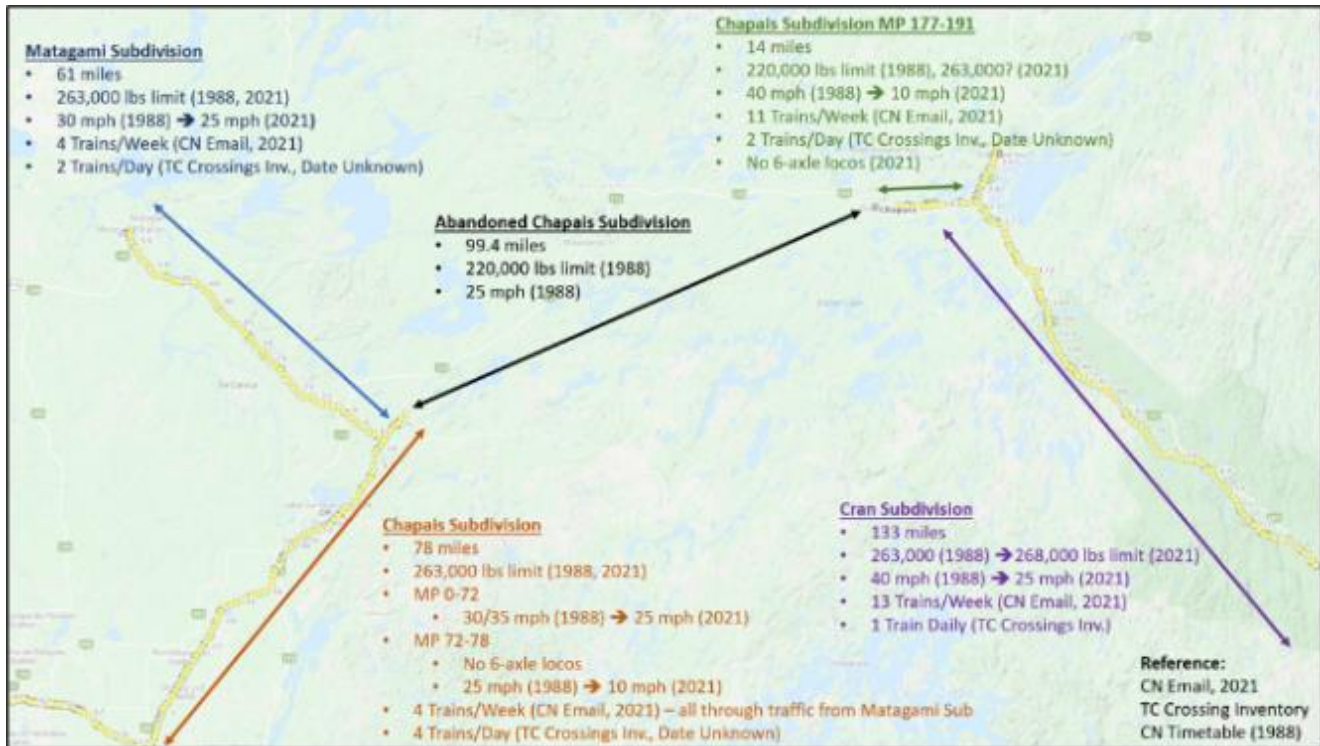 Matagami Subdivision
• 61 miles
• 263,000 lbs limit (1988, 2021)
• 30 mph (1988) → 25 mph (2021)
• 4 Trains/Week (CN Email, 2021)
• 2 Trains/Day (TC Crossings Inv., Date Unknown)
Chapais Subdivision MP 177-191
• 14 miles
• 220,000 lbs limit (1988), 263,000? (2021)
• 40 mph (1988) → 10 mph (2021)
• 11 Trains/Week (CN Email, 2021)
• 2 Trains/Day (TC Crossings Inv., Date Unknown)
• No 6-axle locos (2021)
Abandoned Chapais Subdivision
• 99.4 miles
• 220,000 lbs limit (1988)
• 25 mph (1988)
Chapais Subdivision
• 78 miles
• 263,000 lbs limit (1988, 2021)
• MP 0-72
• 30/35 mph (1988) → 25 mph (2021)
• MP 72-78
• No 6-axle locos
• 25 mph (1988) → 10 mph (2021)
• 4 Trains/Week (CN Email, 2021) – all through traffic from Matagami Sub
• 4 Trains/Day (TC Crossings Inv., Date Unknown)
Cran Subdivision
• 133 miles
• 263,000 (1988) → 268,000 lbs limit (2021)
• 40 mph (1988) → 25 mph (2021)
• 13 Trains/Week (CN Email, 2021)
• 1 Train Daily (TC Crossings Inv.)
Reference:
CN Email, 2021
TC Crossing Inventory
CN Timetable (1988)